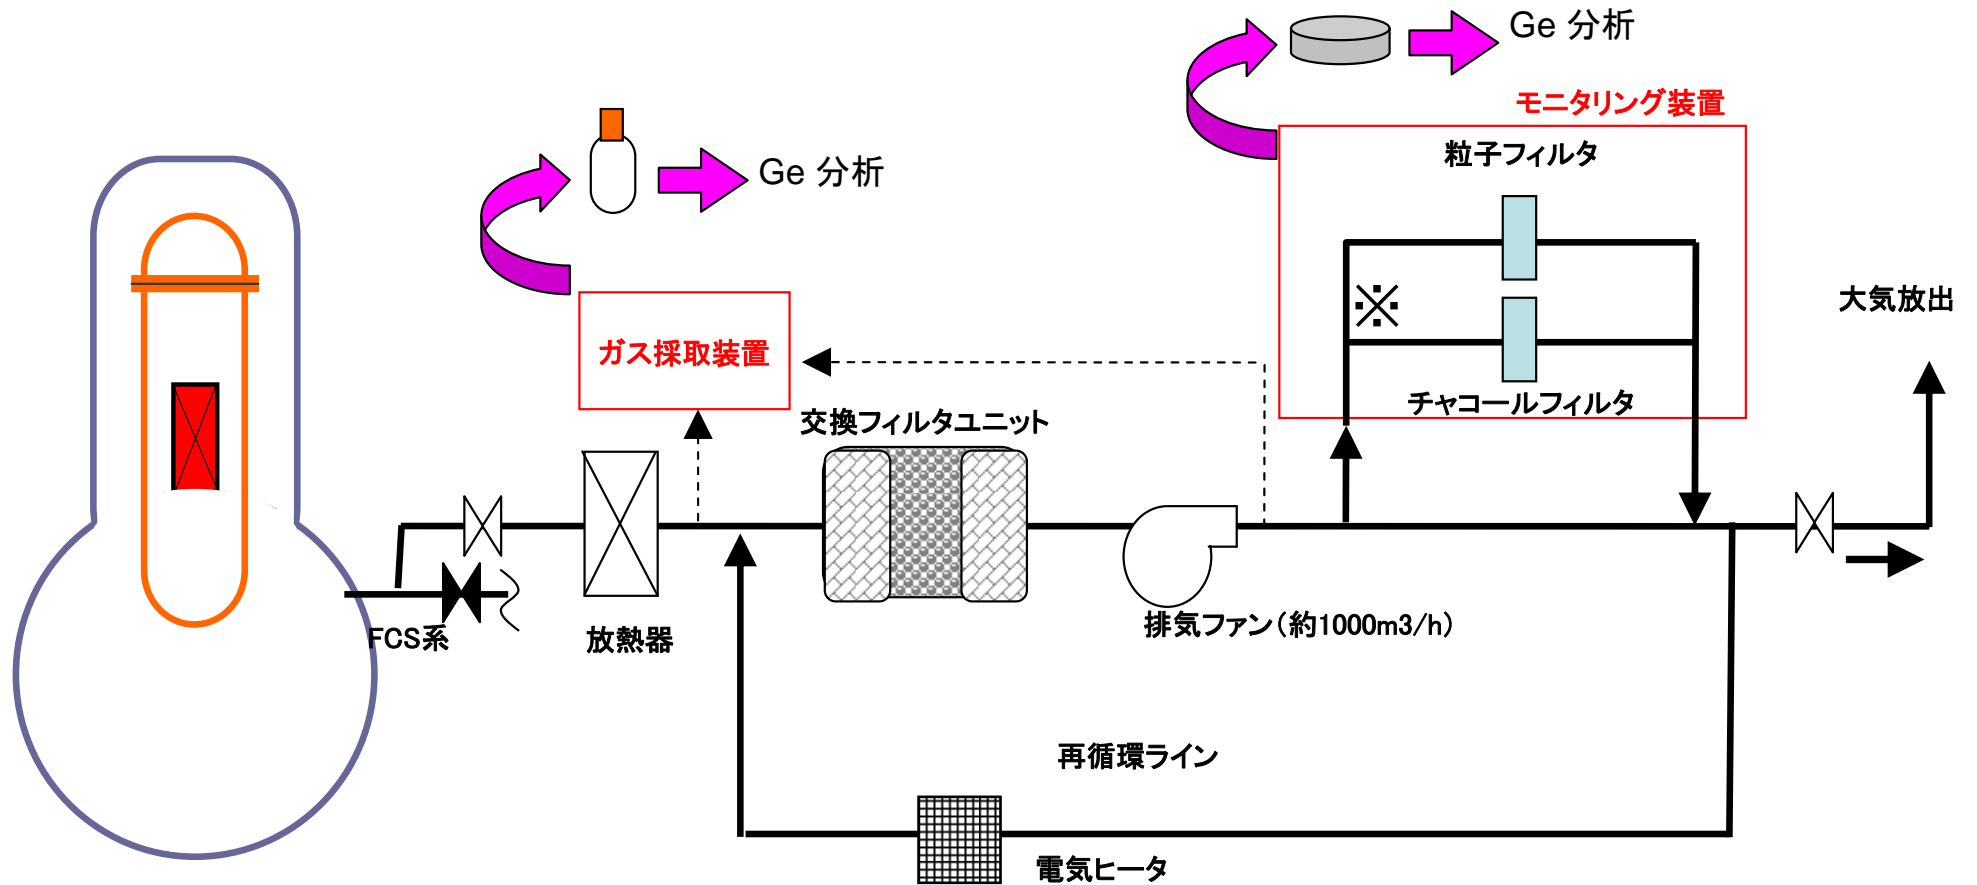 Ge 分析
モニタリング装置
粒子フィルタ
Ge 分析
※
大気放出
ガス採取装置
チャコールフィルタ
交換フィルタユニット
FCS系
放熱器
排気ファン（約1000m3/h）
再循環ライン
電気ヒータ